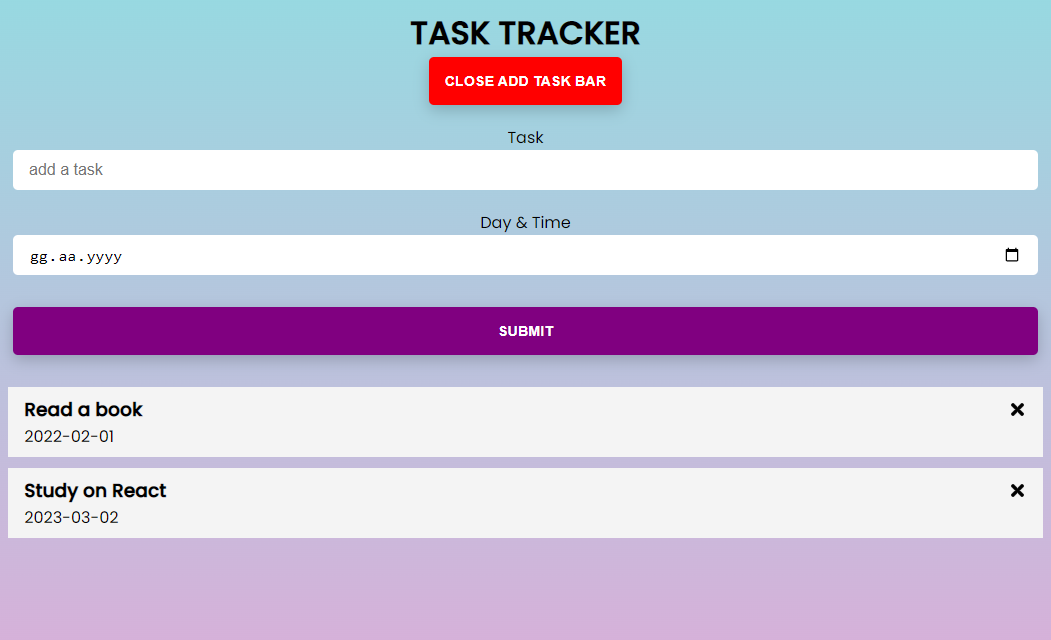 TASK TRACKER
CLOSE ADD TASK BAR
Task
add a task
Day & Time
gg.aa.yyyy
SUBMIT
Read a book
2022-02-01
Study on React
2023-03-02